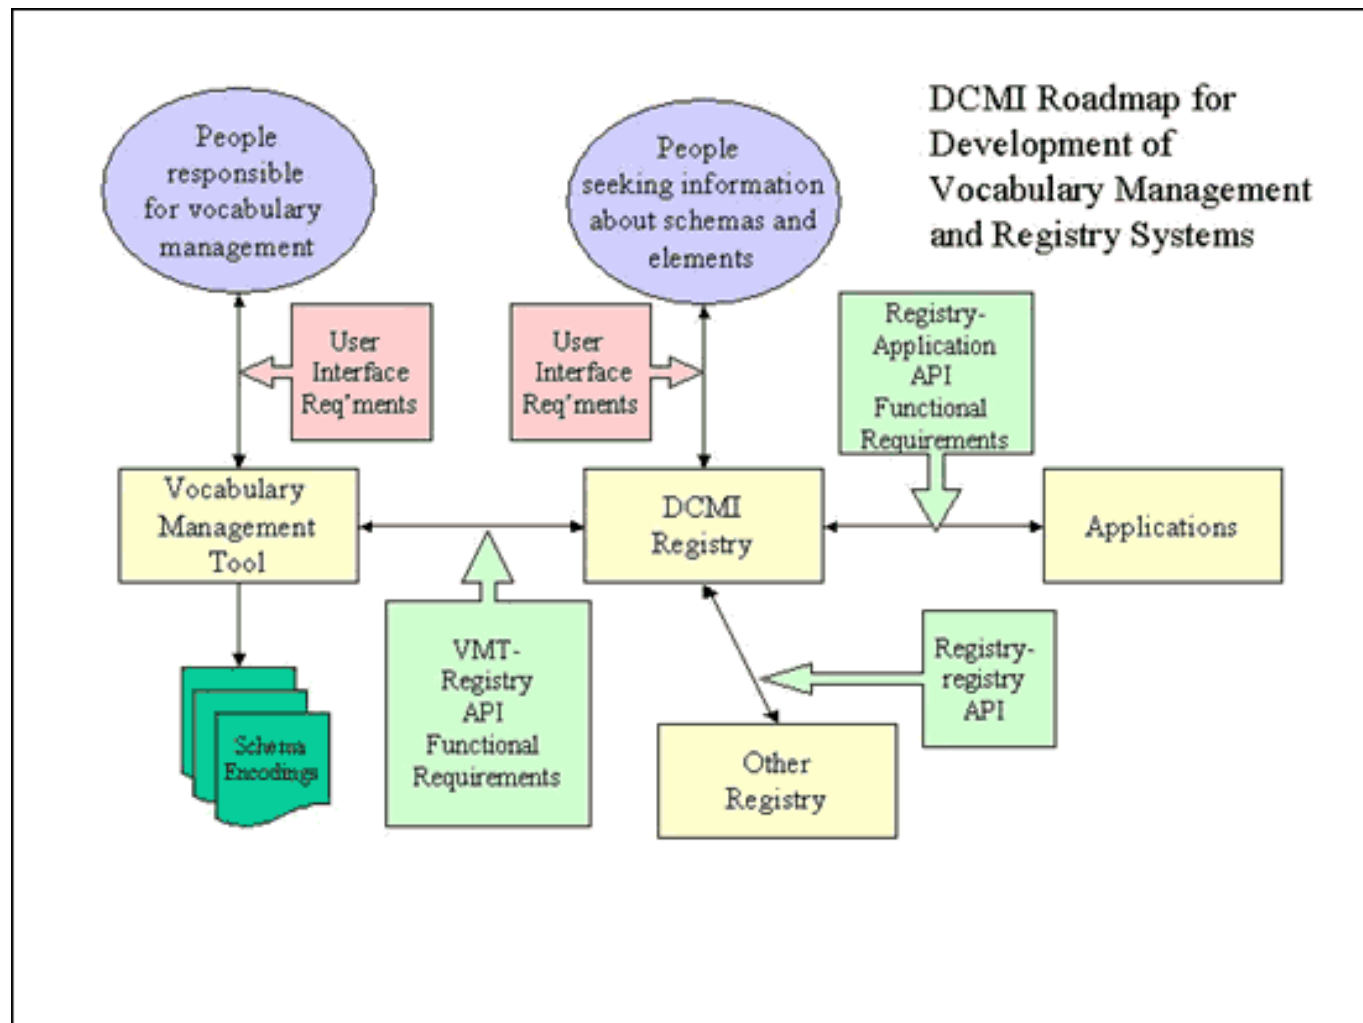 DCMI Roadmap for
Development of
Vocabulary Management
and Registry Systems
People
responsible
for vocabulary
management
People
seeking information
about schemas and
elements
User
Interface
Req'ments
User
Interface
Req'ments
Registry-
Application
API
Functional
Requirements
Vocabulary
Management
Tool
DCMI
Registry
Applications
VMT-
Registry
API
Functional
Requirements
Registry-
registry
API
Schema
Encodings
Other
Registry